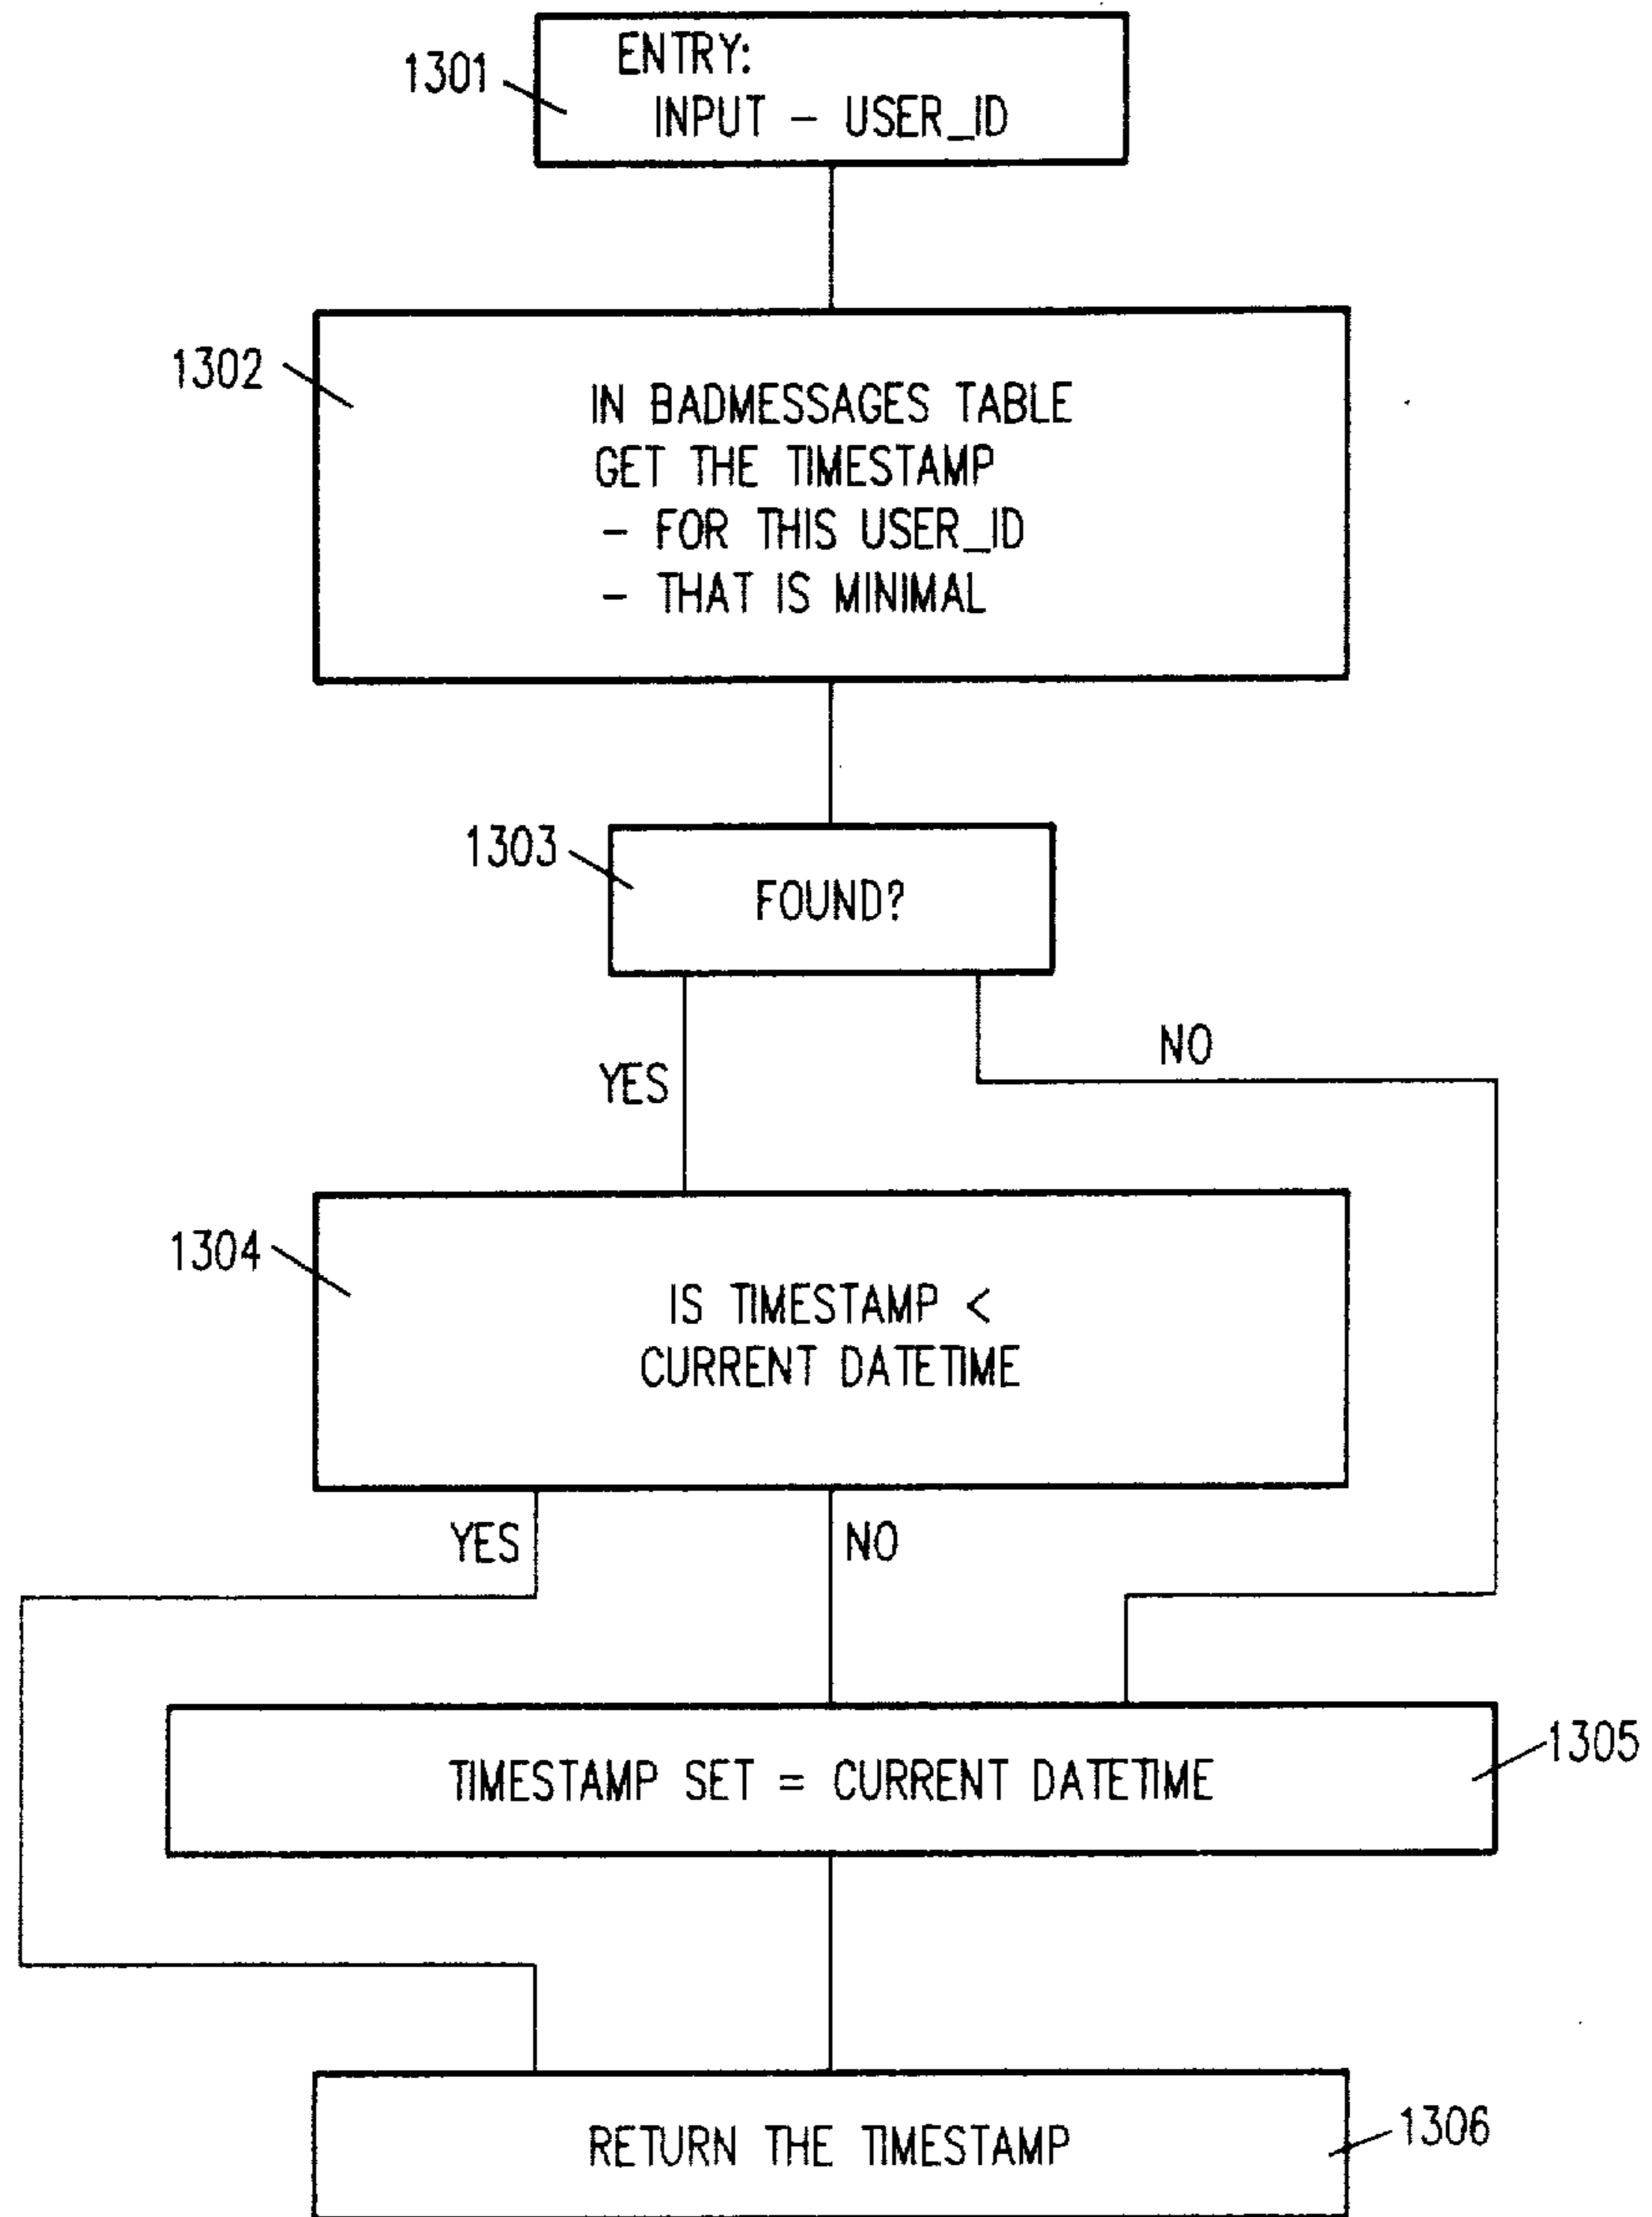 1301
ENTRY:
INPUT – USER_ID
1302
IN BADMESSAGES TABLE
GET THE TIMESTAMP
– FOR THIS USER_ID
– THAT IS MINIMAL
1303
FOUND?
YES
NO
1304
IS TIMESTAMP <
CURRENT DATETIME
YES
NO
TIMESTAMP SET = CURRENT DATETIME
1305
RETURN THE TIMESTAMP
1306